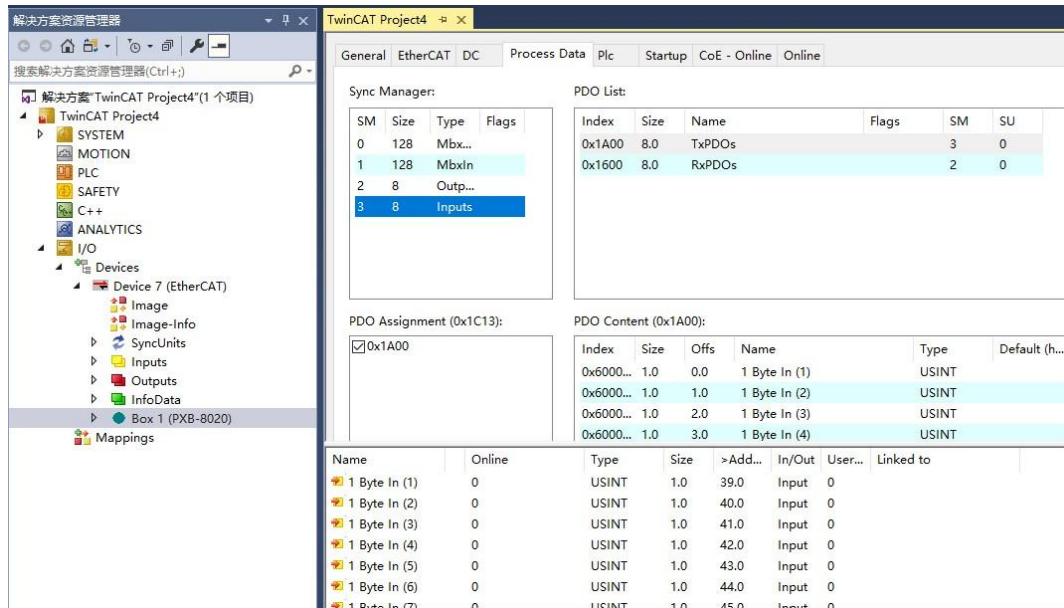 解决方案资源管理器
搜索解决方案资源管理器(Ctrl+;)
解决方案"TwinCAT Project4"(1 个项目)
TwinCAT Project4
SYSTEM
MOTION
PLC
SAFETY
C++
ANALYTICS
I/O
Devices
Device 7 (EtherCAT)
Image
Image-Info
SyncUnits
Inputs
Outputs
InfoData
Box 1 (PXB-8020)
Mappings
TwinCAT Project4
General EtherCAT DC Process Data Plc Startup CoE - Online Online
Sync Manager:
SM Size Type Flags
0 128 Mbx...
1 128 MbxIn
2 8 Outp...
3 8 Inputs
PDO List:
Index Size Name Flags SM SU
0x1A00 8.0 TxPDOs 3 0
0x1600 8.0 RxPDOs 2 0
PDO Assignment (0x1C13):
0x1A00
PDO Content (0x1A00):
Index Size Offs Name Type Default (h...
0x6000... 1.0 0.0 1 Byte In (1) USINT
0x6000... 1.0 1.0 1 Byte In (2) USINT
0x6000... 1.0 2.0 1 Byte In (3) USINT
0x6000... 1.0 3.0 1 Byte In (4) USINT
Name Online Type Size >Add... In/Out User... Linked to
1 Byte In (1) 0 USINT 1.0 39.0 Input 0
1 Byte In (2) 0 USINT 1.0 40.0 Input 0
1 Byte In (3) 0 USINT 1.0 41.0 Input 0
1 Byte In (4) 0 USINT 1.0 42.0 Input 0
1 Byte In (5) 0 USINT 1.0 43.0 Input 0
1 Byte In (6) 0 USINT 1.0 44.0 Input 0
1 Byte In (7) 0 USINT 1.0 45.0 Input 0